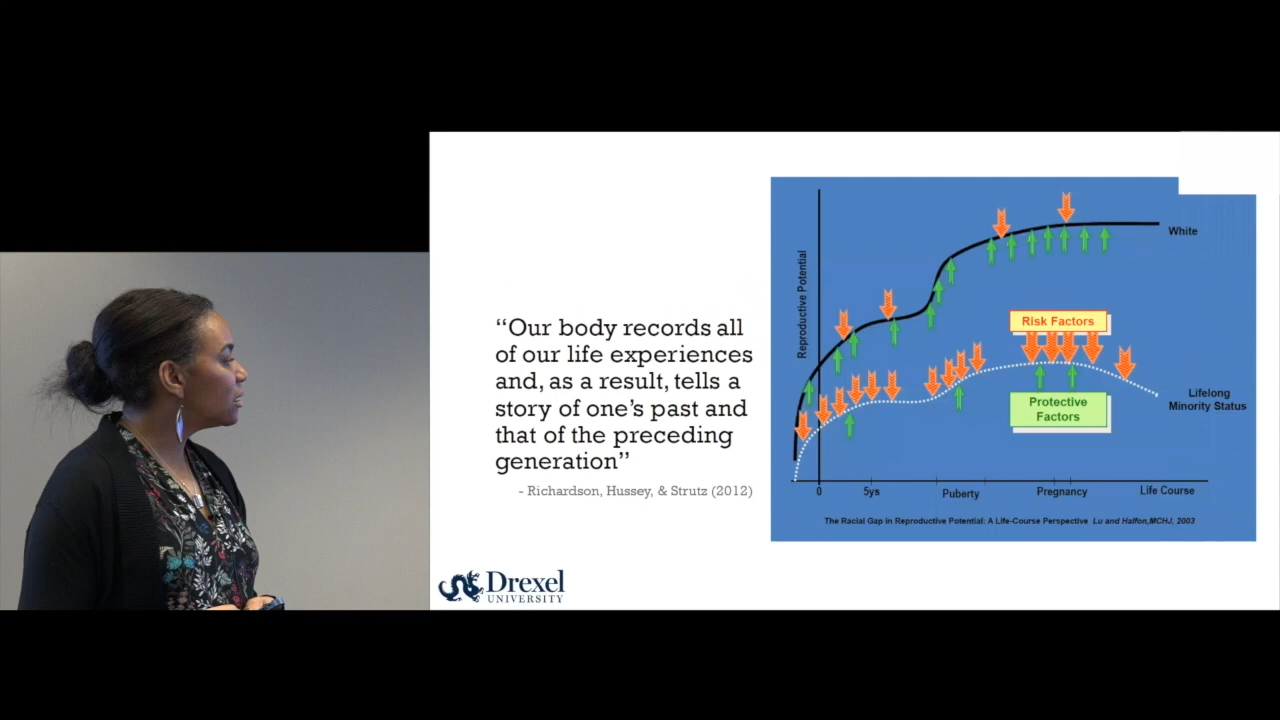 “Our body records all
of our life experiences
and, as a result, tells a
story of one’s past and
that of the preceding
generation”
- Richardson, Hussey, & Strutz (2012)
Drexel
UNIVERSITY
Reproductive Potential
White
Risk Factors
Protective
Factors
Lifelong
Minority Status
0
5ys
Puberty
Pregnancy
Life Course
The Racial Gap in Reproductive Potential: A Life-Course Perspective Lu and Halfon,MCHJ, 2003